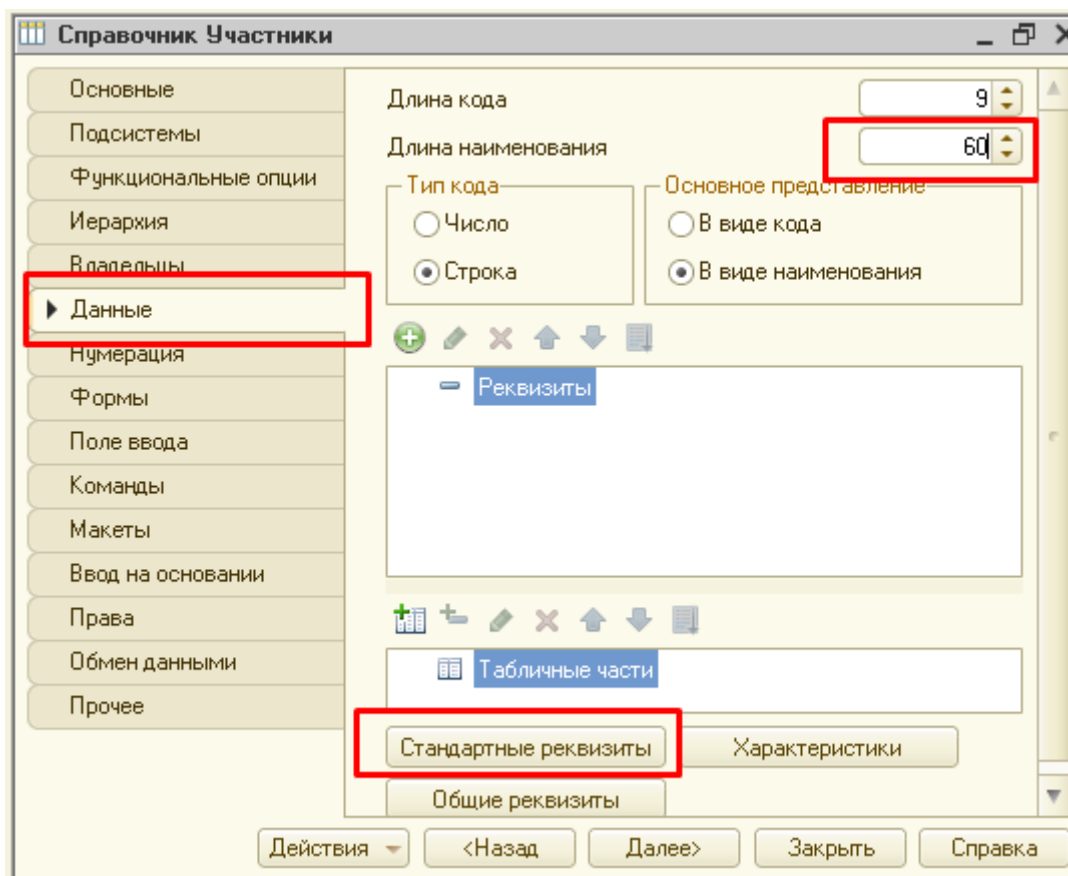 Справочник Участники
Основные
Подсистемы
Функциональные опции
Иерархия
Владельцы
Данные
Нумерация
Формы
Поле ввода
Команды
Макеты
Ввод на основании
Права
Обмен данными
Прочее
Длина кода 9
Длина наименования 60
Тип кода Основное представление
Число В виде кода
Строка В виде наименования
Реквизиты
Табличные части
Стандартные реквизиты Характеристики
Общие реквизиты
Действия <Назад Далее> Закрыть Справка